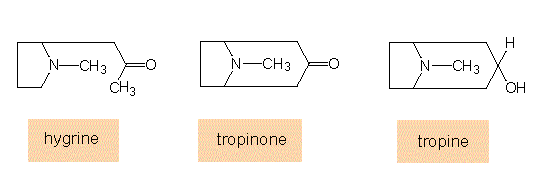 N—CH3
O
CH3
N—CH3
O
N—CH3
H
OH
hygrine
tropinone
tropine